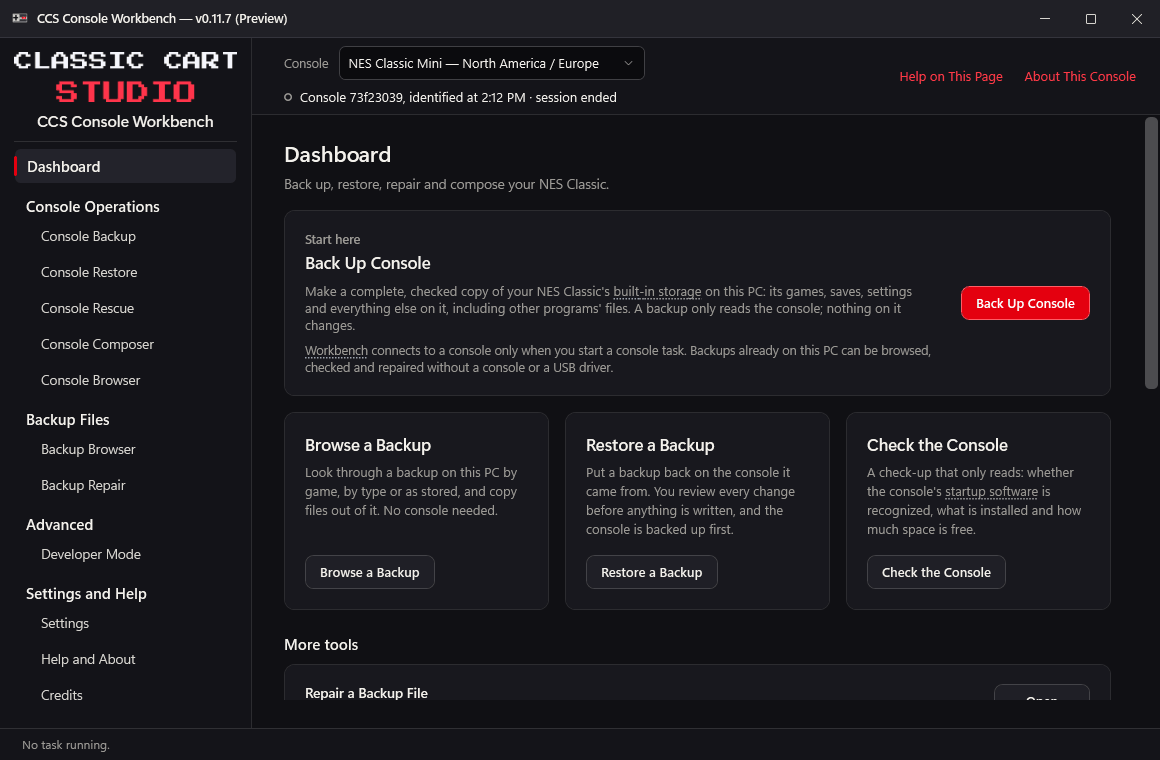 CCS Console Workbench — v0.11.7 (Preview)
CLASSIC CART
STUDIO
CCS Console Workbench
Dashboard
Console Operations
Console Backup
Console Restore
Console Rescue
Console Composer
Console Browser
Backup Files
Backup Browser
Backup Repair
Advanced
Developer Mode
Settings and Help
Settings
Help and About
Credits
Console
NES Classic Mini — North America / Europe
Console 73f23039, identified at 2:12 PM · session ended
Help on This Page
About This Console
Dashboard
Back up, restore, repair and compose your NES Classic.
Start here
Back Up Console
Make a complete, checked copy of your NES Classic's built-in storage on this PC: its games, saves, settings
and everything else on it, including other programs' files. A backup only reads the console; nothing on it
changes.
Workbench connects to a console only when you start a console task. Backups already on this PC can be browsed,
checked and repaired without a console or a USB driver.
Back Up Console
Browse a Backup
Look through a backup on this PC by
game, by type or as stored, and copy
files out of it. No console needed.
Browse a Backup
Restore a Backup
Put a backup back on the console it
came from. You review every change
before anything is written, and the
console is backed up first.
Restore a Backup
Check the Console
A check-up that only reads: whether
the console's startup software is
recognized, what is installed and how
much space is free.
Check the Console
More tools
Repair a Backup File
Open
No task running.